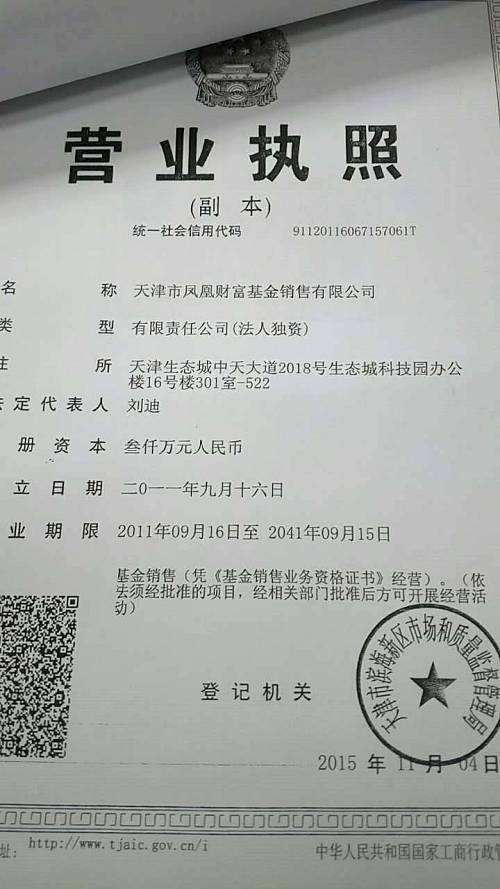 营业执照
(副 本)
统一社会信用代码 91120116067157061T
名 称 天津市凤凰财富基金销售有限公司
类 型 有限责任公司(法人独资)
住 所 天津生态城中天大道2018号生态城科技园办公
楼16号楼301室-522
法定代表人 刘迪
册资本 叁仟万元人民币
立日期 二〇一一年九月十六日
业期限 2011年09月16日至 2041年09月15日
基金销售（凭《基金销售业务资格证书》经营）。（依
法须经批准的项目，经相关部门批准后方可开展经营活
动）
登记机关
天津市滨海新区市场和质量监督管理局
2015 年 11 月 04 日
址: http://www.tjaic.gov.cn/i
中华人民共和国国家工商行政管